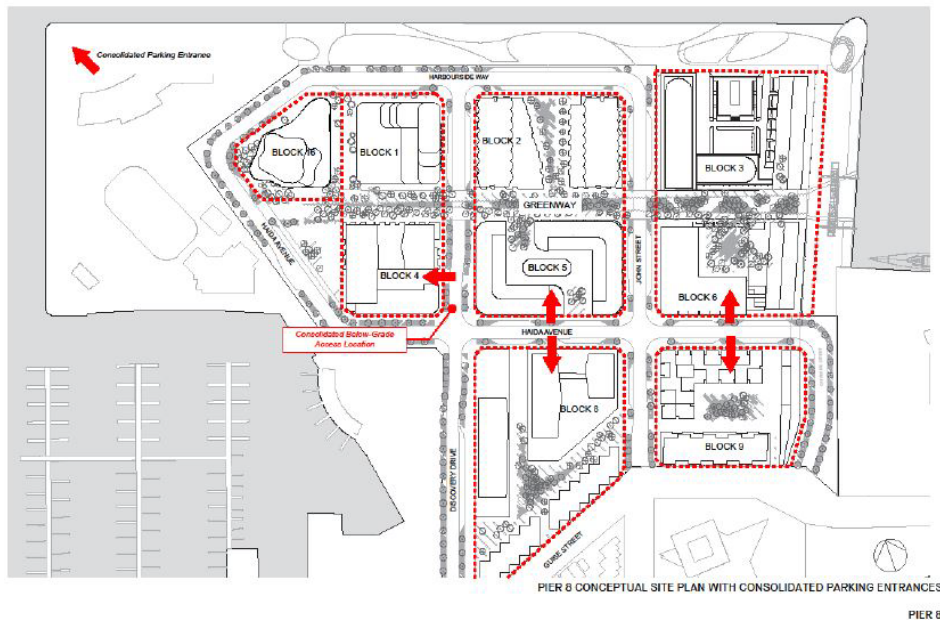 Consolidated Parking Entrance
HARBOURSIDE WAY
BLOCK 16
BLOCK 1
BLOCK 2
BLOCK 3
GREENWAY
HAIDA AVENUE
BLOCK 4
BLOCK 5
JOHN STREET
BLOCK 6
Consolidated Below-Grade
Access Location
HAIDA AVENUE
BLOCK 8
BLOCK 9
DISCOVERY DRIVE
GUISE STREET
PIER 8 CONCEPTUAL SITE PLAN WITH CONSOLIDATED PARKING ENTRANCES
PIER 8